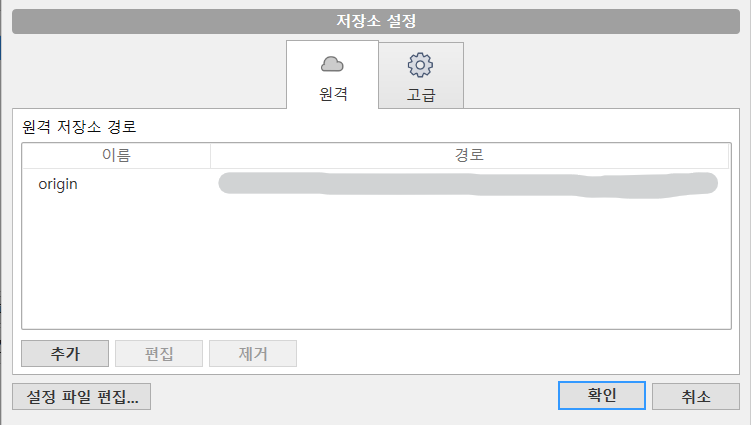 저장소 설정
원격
고급
원격 저장소 경로
이름 경로
origin
추가 편집 제거
설정 파일 편집...
확인 취소